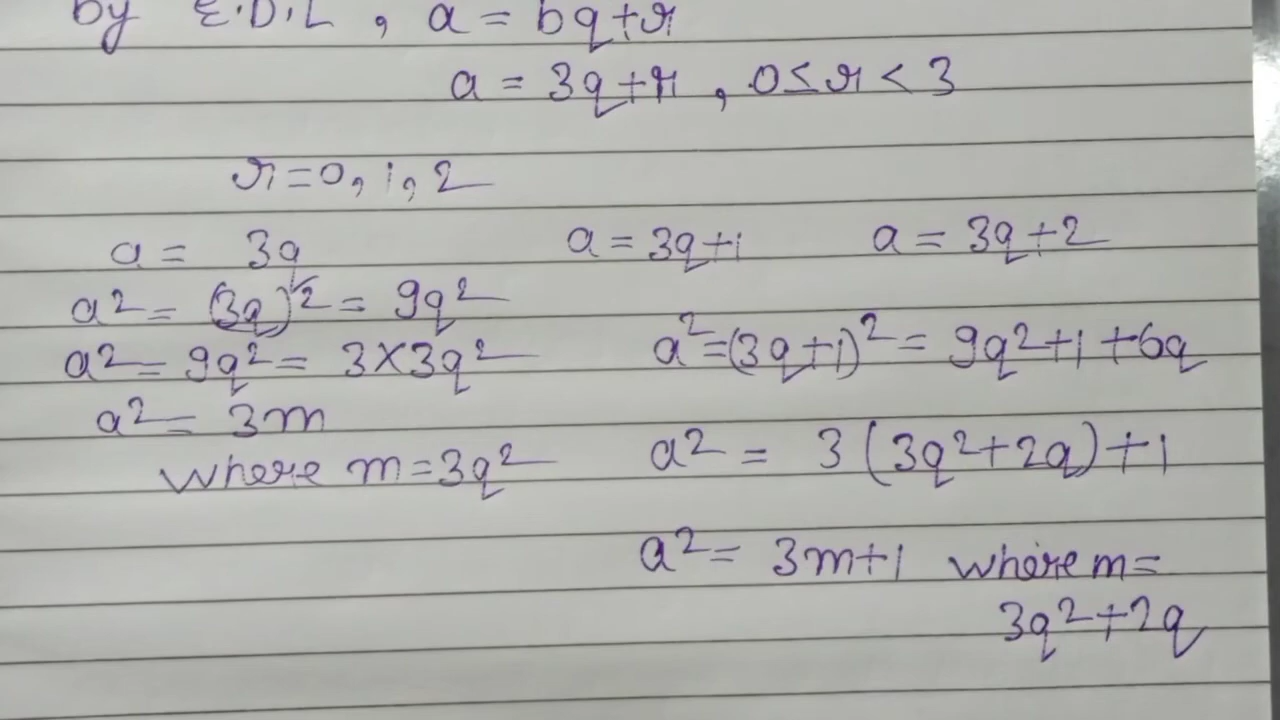 by E.D.L, a = bq+r
a = 3q+r, 0≤r<3
r=0,1,2
a = 3q
a = 3q+1
a = 3q+2
a² = (3q)² = 9q²
a² = 9q² = 3×3q²
a² = 3m
where m=3q²
a²=(3q+1)² = 9q²+1+6q
a² = 3(3q²+2q)+1
a² = 3m+1 where m=
3q²+2q